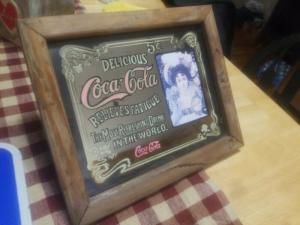 DELICIOUS 5¢
Coca-Cola
RELIEVES FATIGUE
THE MOST REFRESHING DRINK
IN THE WORLD.
Coca-Cola